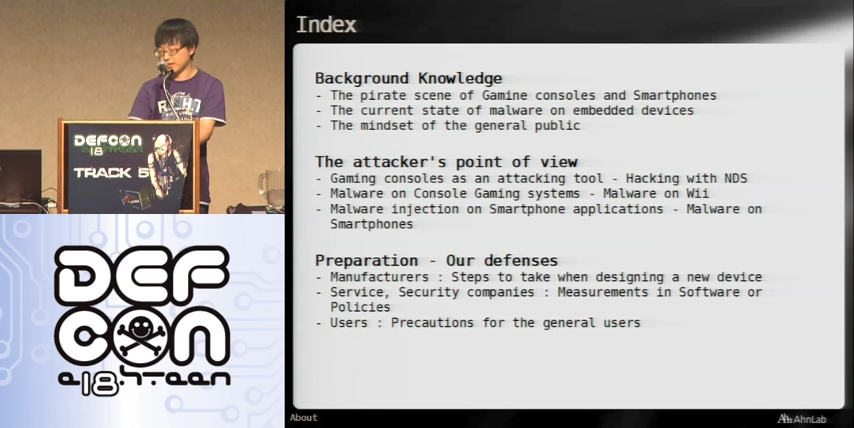 Index
Background Knowledge
- The pirate scene of Gamine consoles and Smartphones
- The current state of malware on embedded devices
- The mindset of the general public
The attacker's point of view
- Gaming consoles as an attacking tool - Hacking with NDS
- Malware on Console Gaming systems - Malware on Wii
- Malware injection on Smartphone applications - Malware on
Smartphones
Preparation - Our defenses
- Manufacturers : Steps to take when designing a new device
- Service, Security companies : Measurements in Software or
Policies
- Users : Precautions for the general users
About
AhnLab
DEFCON
18
TRACK 5
DEF
CON
e18hteen